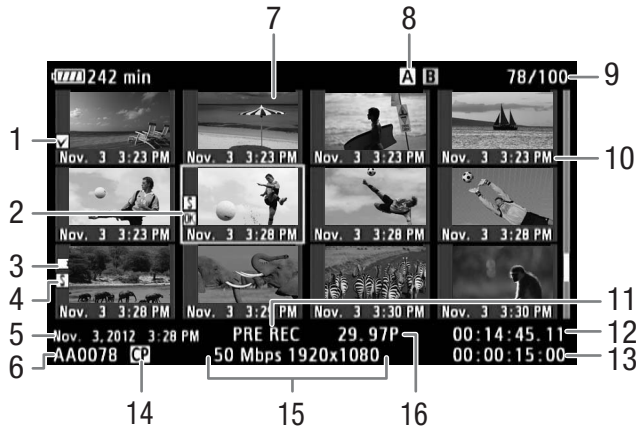 7 8
242 min A B 78/100 9
1
Nov. 3 3:23 PM Nov. 3 3:23 PM Nov. 3 3:23 PM Nov. 3 3:23 PM 10
2 S OK
Nov. 3 3:23 PM Nov. 3 3:28 PM Nov. 3 3:28 PM Nov. 3 3:28 PM
3
4 S
Nov. 3 3:28 PM Nov. 3 3:29 PM Nov. 3 3:30 PM Nov. 3 3:30 PM 11
5 Nov. 3, 2012 3:28 PM PRE REC 29.97P 00:14:45.11 12
6 AA0078 CP 50 Mbps 1920x1080 00:00:15:00 13
14 15 16